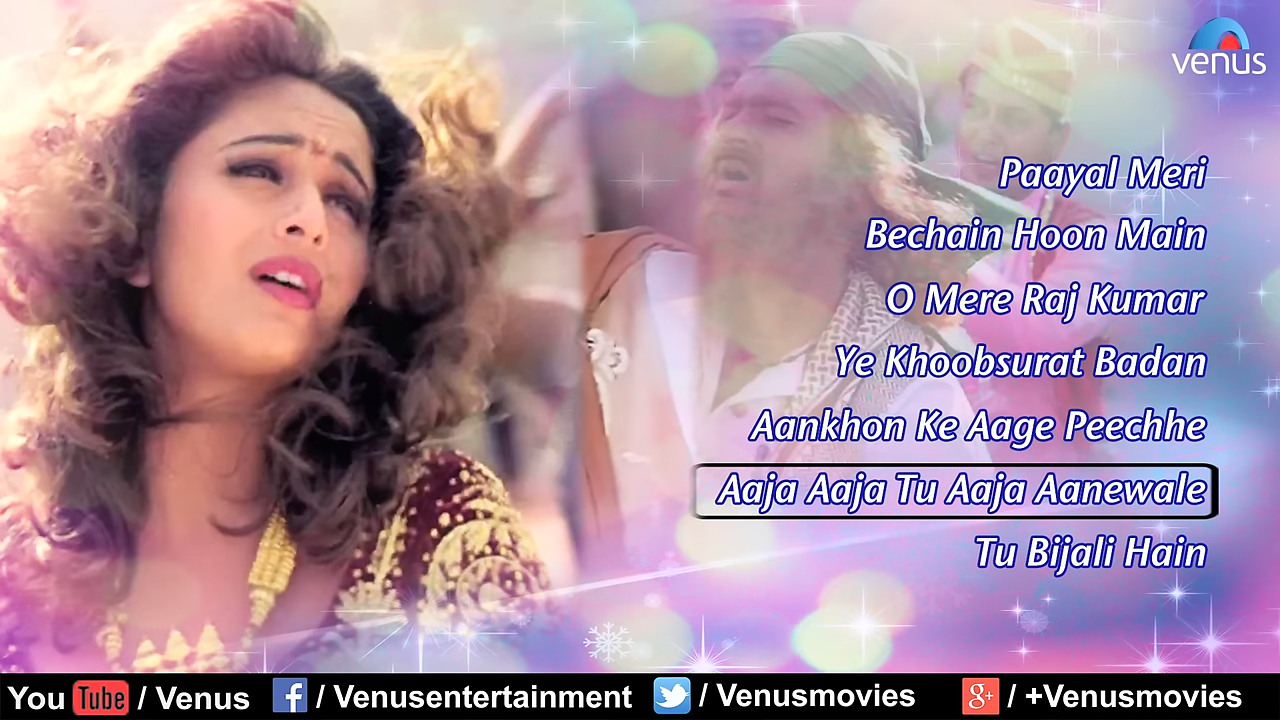 venus
Paayal Meri
Bechain Hoon Main
O Mere Raj Kumar
Ye Khoobsurat Badan
Aankhon Ke Aage Peechhe
Aaja Aaja Tu Aaja Aanewale
Tu Bijali Hain
You Tube / Venus f / Venusentertainment / Venusmovies g+ / +Venusmovies